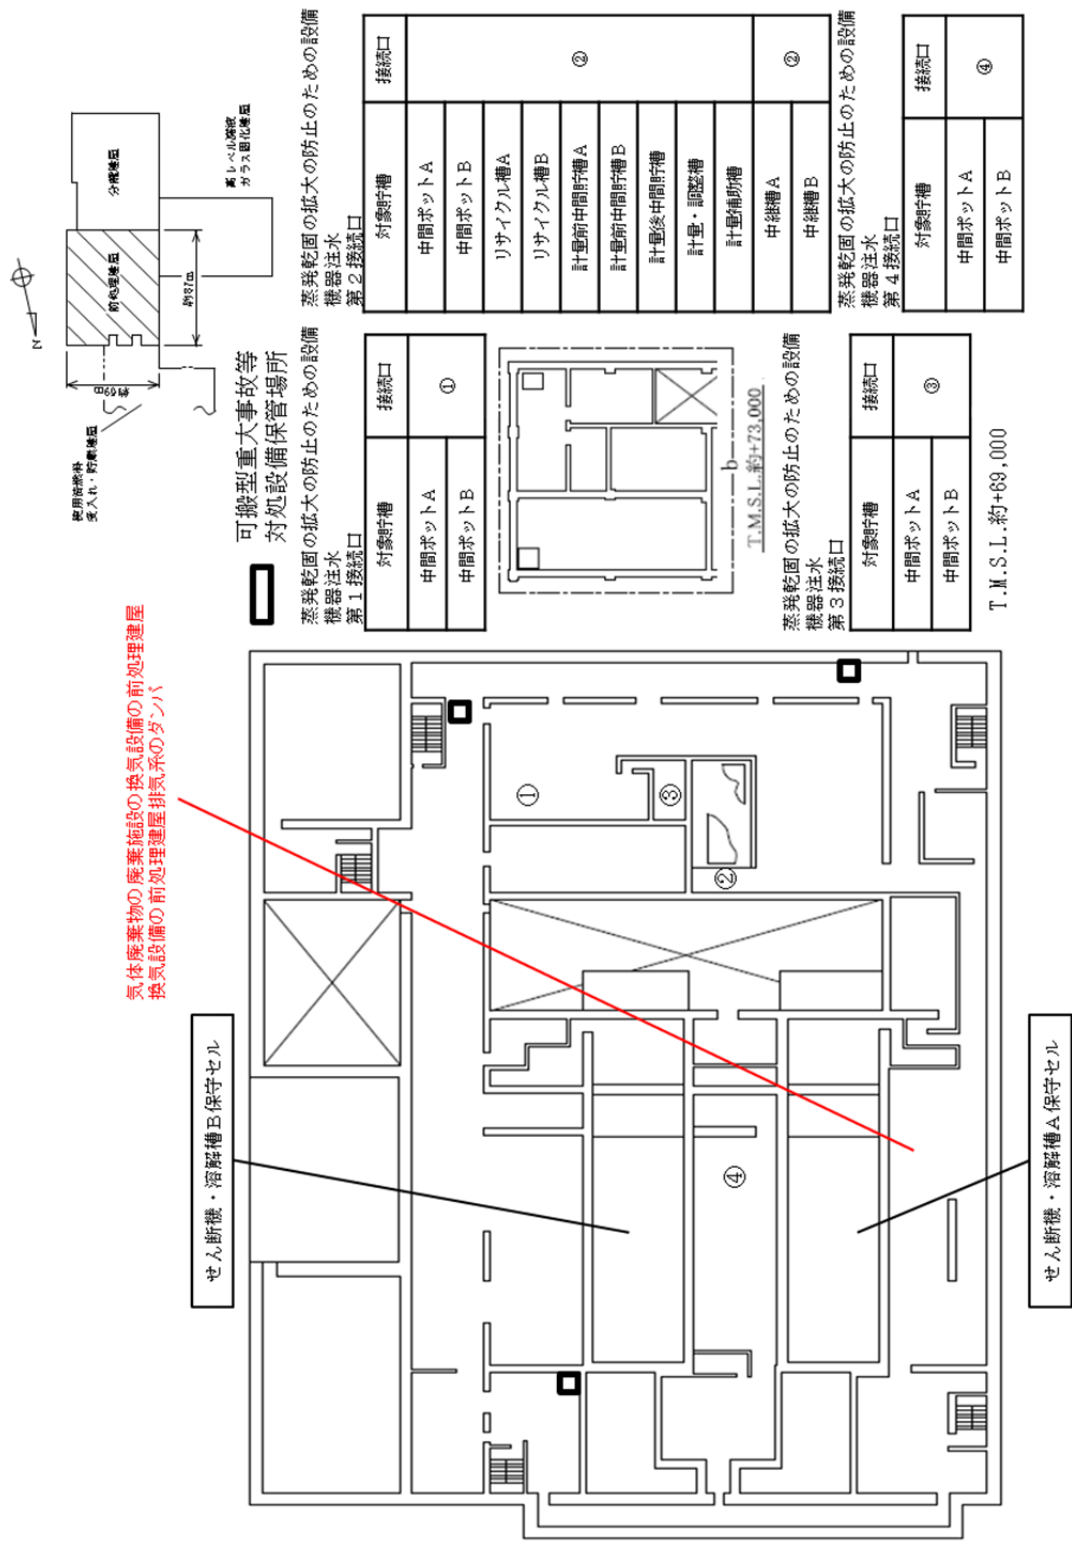 N
使用済燃料
受入れ・貯蔵建屋
前処理建屋
分離建屋
高レベル廃液
ガラス固化建屋
約87m
約69m
可搬型重大事故等
対処設備保管場所
蒸発乾固の拡大の防止のための設備
機器注水
第１接続口
対象貯槽 接続口
中間ポットA ①
中間ポットB
蒸発乾固の拡大の防止のための設備
機器注水
第２接続口
対象貯槽 接続口
中間ポットA ②
中間ポットB
リサイクル槽A
リサイクル槽B
計量前中間貯槽A
計量前中間貯槽B
計量後中間貯槽
計量・調整槽
計量補助槽
中継槽A ②
中継槽B
b
T.M.S.L.約+73,000
蒸発乾固の拡大の防止のための設備
機器注水
第３接続口
対象貯槽 接続口
中間ポットA ③
中間ポットB
蒸発乾固の拡大の防止のための設備
機器注水
第４接続口
対象貯槽 接続口
中間ポットA ④
中間ポットB
T.M.S.L.約+69,000
気体廃棄物の廃棄施設の換気設備の前処理建屋
換気設備の前処理建屋排気系のダンパ
せん断機・溶解槽B保守セル
①
③
②
④
せん断機・溶解槽A保守セル